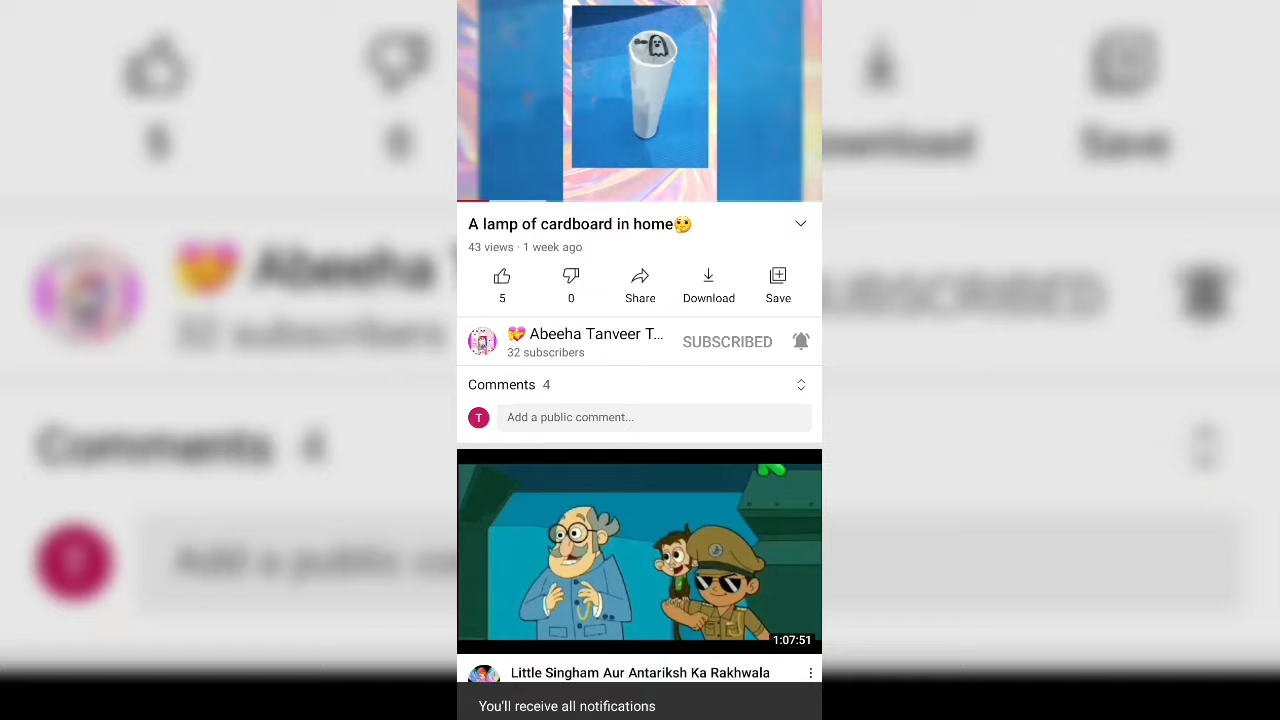 A lamp of cardboard in home🤔
43 views · 1 week ago
5
0
Share
Download
Save
💝 Abeeha Tanveer T...
32 subscribers
SUBSCRIBED
Comments 4
T
Add a public comment...
1:07:51
Little Singham Aur Antariksh Ka Rakhwala
You'll receive all notifications